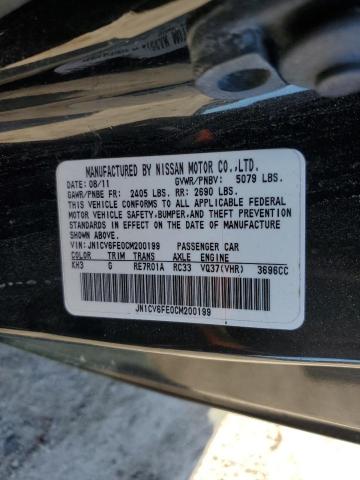 MANUFACTURED BY NISSAN MOTOR CO.,LTD.
DATE: 08/11 GVWR/PNBV: 5079 LBS.
GAWR/PNBE FR: 2405 LBS. RR: 2690 LBS.
THIS VEHICLE CONFORMS TO ALL APPLICABLE FEDERAL
MOTOR VEHICLE SAFETY,BUMPER,AND THEFT PREVENTION
STANDARDS IN EFFECT ON THE DATE OF MANUFACTURE
SHOWN ABOVE.
VIN: JN1CV6FE0CM200199 PASSENGER CAR
COLOR TRIM TRANS AXLE ENGINE
KH3 G RE7R01A RC33 VQ37(VHR) 3696CC
JN1CV6FE0CM200199